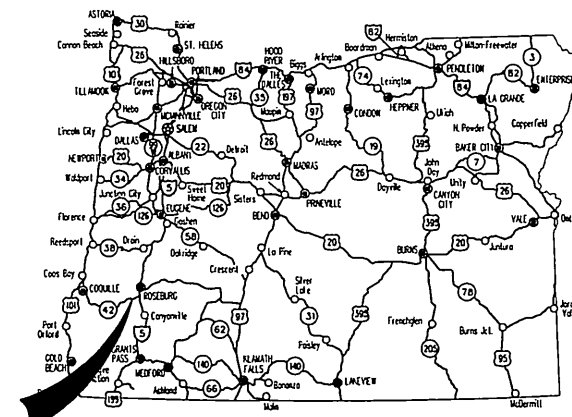 ASTORIA
30
Rainier
Seaside
Cannon Beach
26
ST. HELENS
HILLSBORO
PORTLAND
84
HOOD RIVER
THE DALLES
Biggs
Arlington
Boardman
82
Hermiston
Athena
Milton-Freewater
PENDLETON
3
82
ENTERPRISE
84
LA GRANDE
101
Forest Grove
TILLAMOOK
OREGON CITY
26
35
197
MORO
97
74
Lexington
HEPPNER
CONDON
Ukiah
Hebo
MCMINNVILLE
SALEM
Maupin
N. Powder
Copperfield
Lincoln City
DALLAS
22
Detroit
26
Antelope
19
395
BAKER CITY
NEWPORT
20
ALBANY
CORVALLIS
MADRAS
John Day
7
Waldport
34
5
Sweet Home
20
Redmond
26
Dayville
Unity
26
Junction City
36
126
126
Sisters
PRINEVILLE
CANYON CITY
Florence
EUGENE
Goshen
BEND
395
VALE
Reedsport
38
Drain
58
Oakridge
La Pine
20
BURNS
20
Juntura
Crescent
Coos Bay
COQUILLE
ROSEBURG
Silver Lake
78
101
42
Canyonville
97
31
395
Frenchglen
Burns Jct.
Port Orford
5
62
Paisley
205
95
GOLD BEACH
GRANTS PASS
MEDFORD
140
KLAMATH FALLS
140
LAKEVIEW
199
Ashland
66
Bonanza
McDermitt